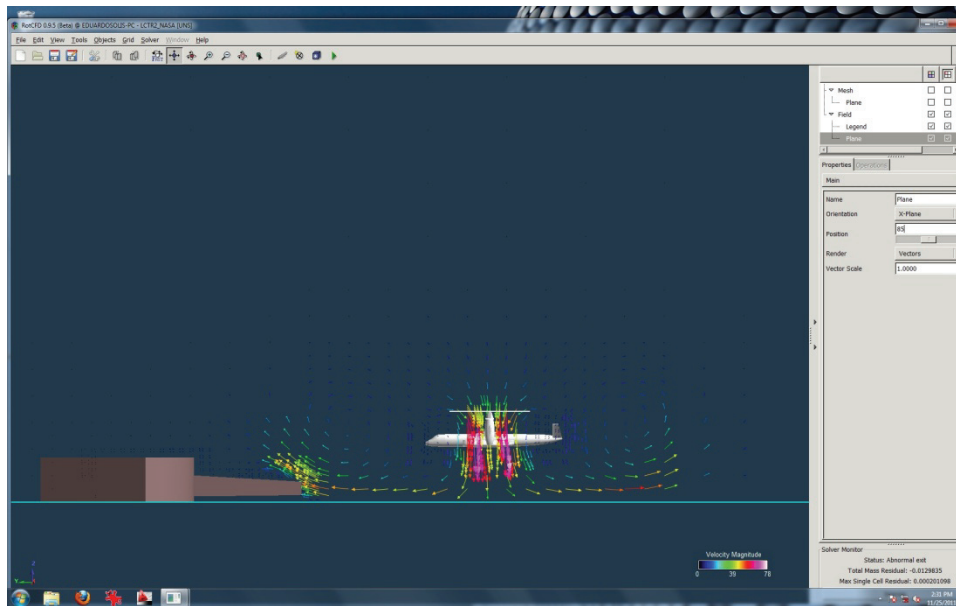 RotCFD 0.9.5 (Beta) @ EDUARDOSOLIS-PC - LCTR2_NASA [UNS]
File Edit View Tools Objects Grid Solver Window Help
Mesh
Plane
Field
Legend
Plane
Properties Operations
Main
Name Plane
Orientation X-Plane
Position 85
Render Vectors
Vector Scale 1.0000
Velocity Magnitude
0 39 78
Solver Monitor
Status: Abnormal exit
Total Mass Residual: -0.0129835
Max Single Cell Residual: 0.000201098
Z
Y
2:31 PM